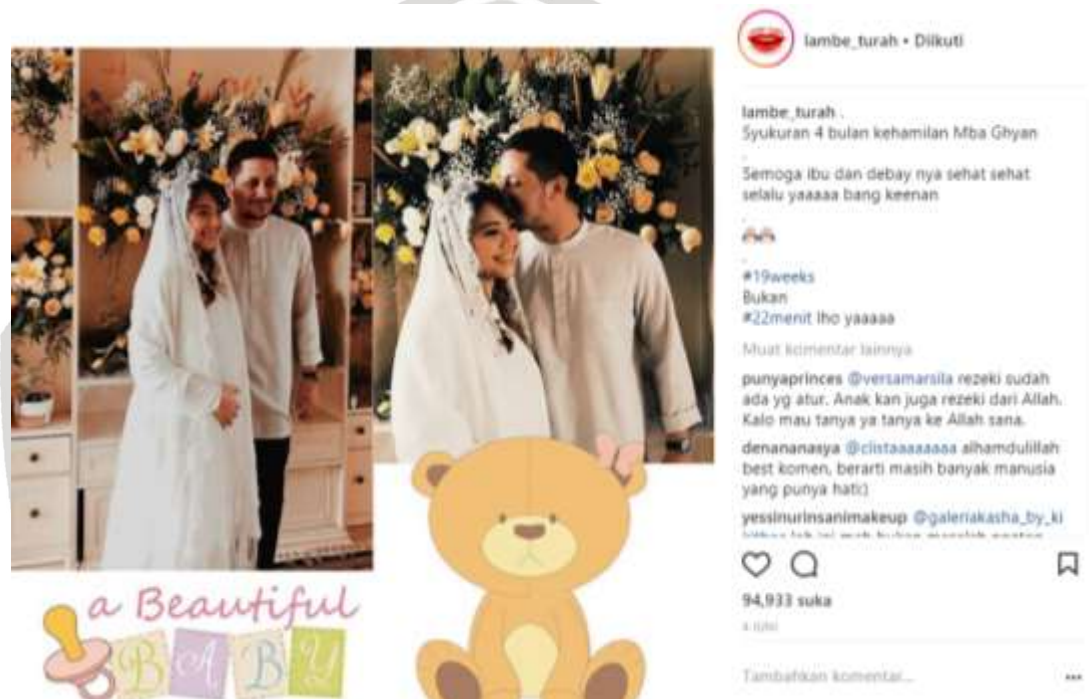 lambe_turah • Diikuti
lambe_turah .
Syukuran 4 bulan kehamilan Mba Ghyan
.
Semoga ibu dan debay nya sehat sehat
selalu yaaaaa bang keenan
.
.
#19weeks
Bukan
#22menit lho yaaaaa
Muat komentar lainnya
punyaprinces @versamarsila rezeki sudah
ada yg atur. Anak kan juga rezeki dari Allah.
Kalo mau tanya ya tanya ke Allah sana.
denananasya @clistaaaaaaaa alhamdulillah
best komen, berarti masih banyak manusia
yang punya hati:)
yessinurinsanimakeup @galeriakasha_by_ki
94,933 suka
Tambahkan komentar...
a Beautiful
BABY